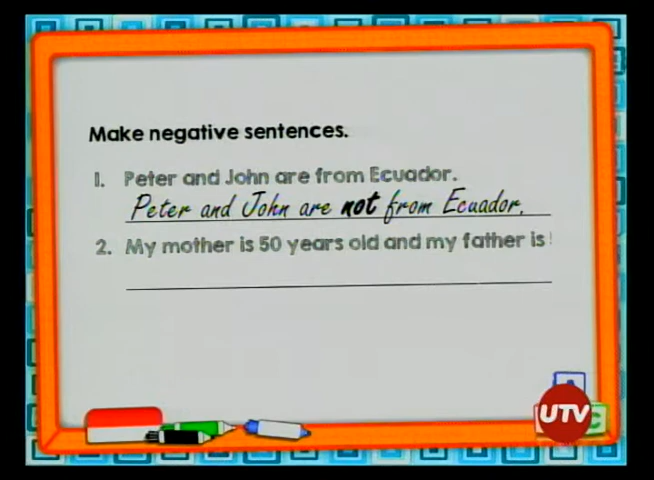 Make negative sentences.
1. Peter and John are from Ecuador.
Peter and John are not from Ecuador.
2. My mother is 50 years old and my father is
A
UTV
C